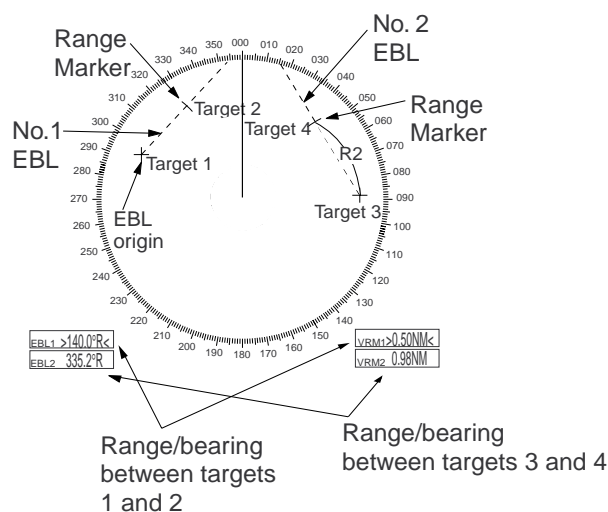 Range
Marker
No. 2
EBL
000
010
020
030
040
050
060
070
080
090
100
110
120
130
140
150
160
170
180
190
200
210
220
230
240
250
260
270
280
290
300
310
320
330
340
350
Target 2
Target 4
Range
Marker
No.1
EBL
Target 1
R2
EBL
origin
Target 3
EBL1 >140.0°R<
EBL2 335.2°R
VRM1>0.50NM<
VRM2 0.98NM
Range/bearing
between targets
1 and 2
Range/bearing
between targets 3 and 4